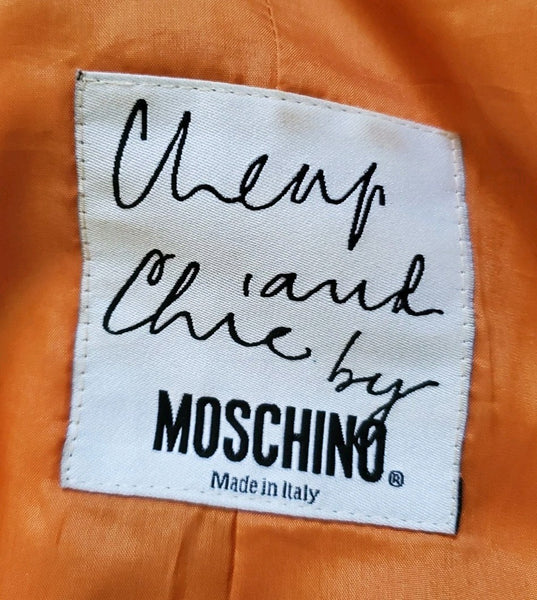 Cheap
and
Chic by
MOSCHINO®
Made in Italy